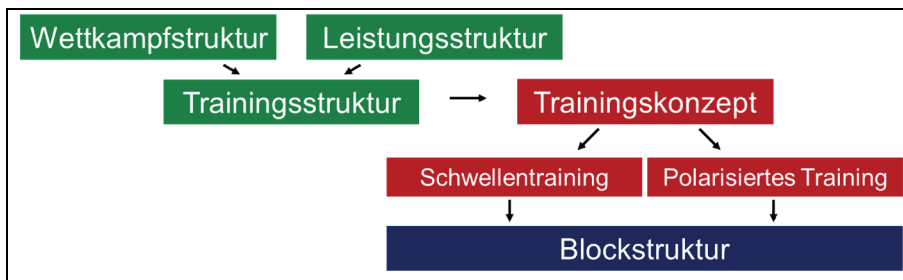 Wettkampfstruktur
Leistungsstruktur
Trainingsstruktur
Trainingskonzept
Schwellentraining
Polarisiertes Training
Blockstruktur